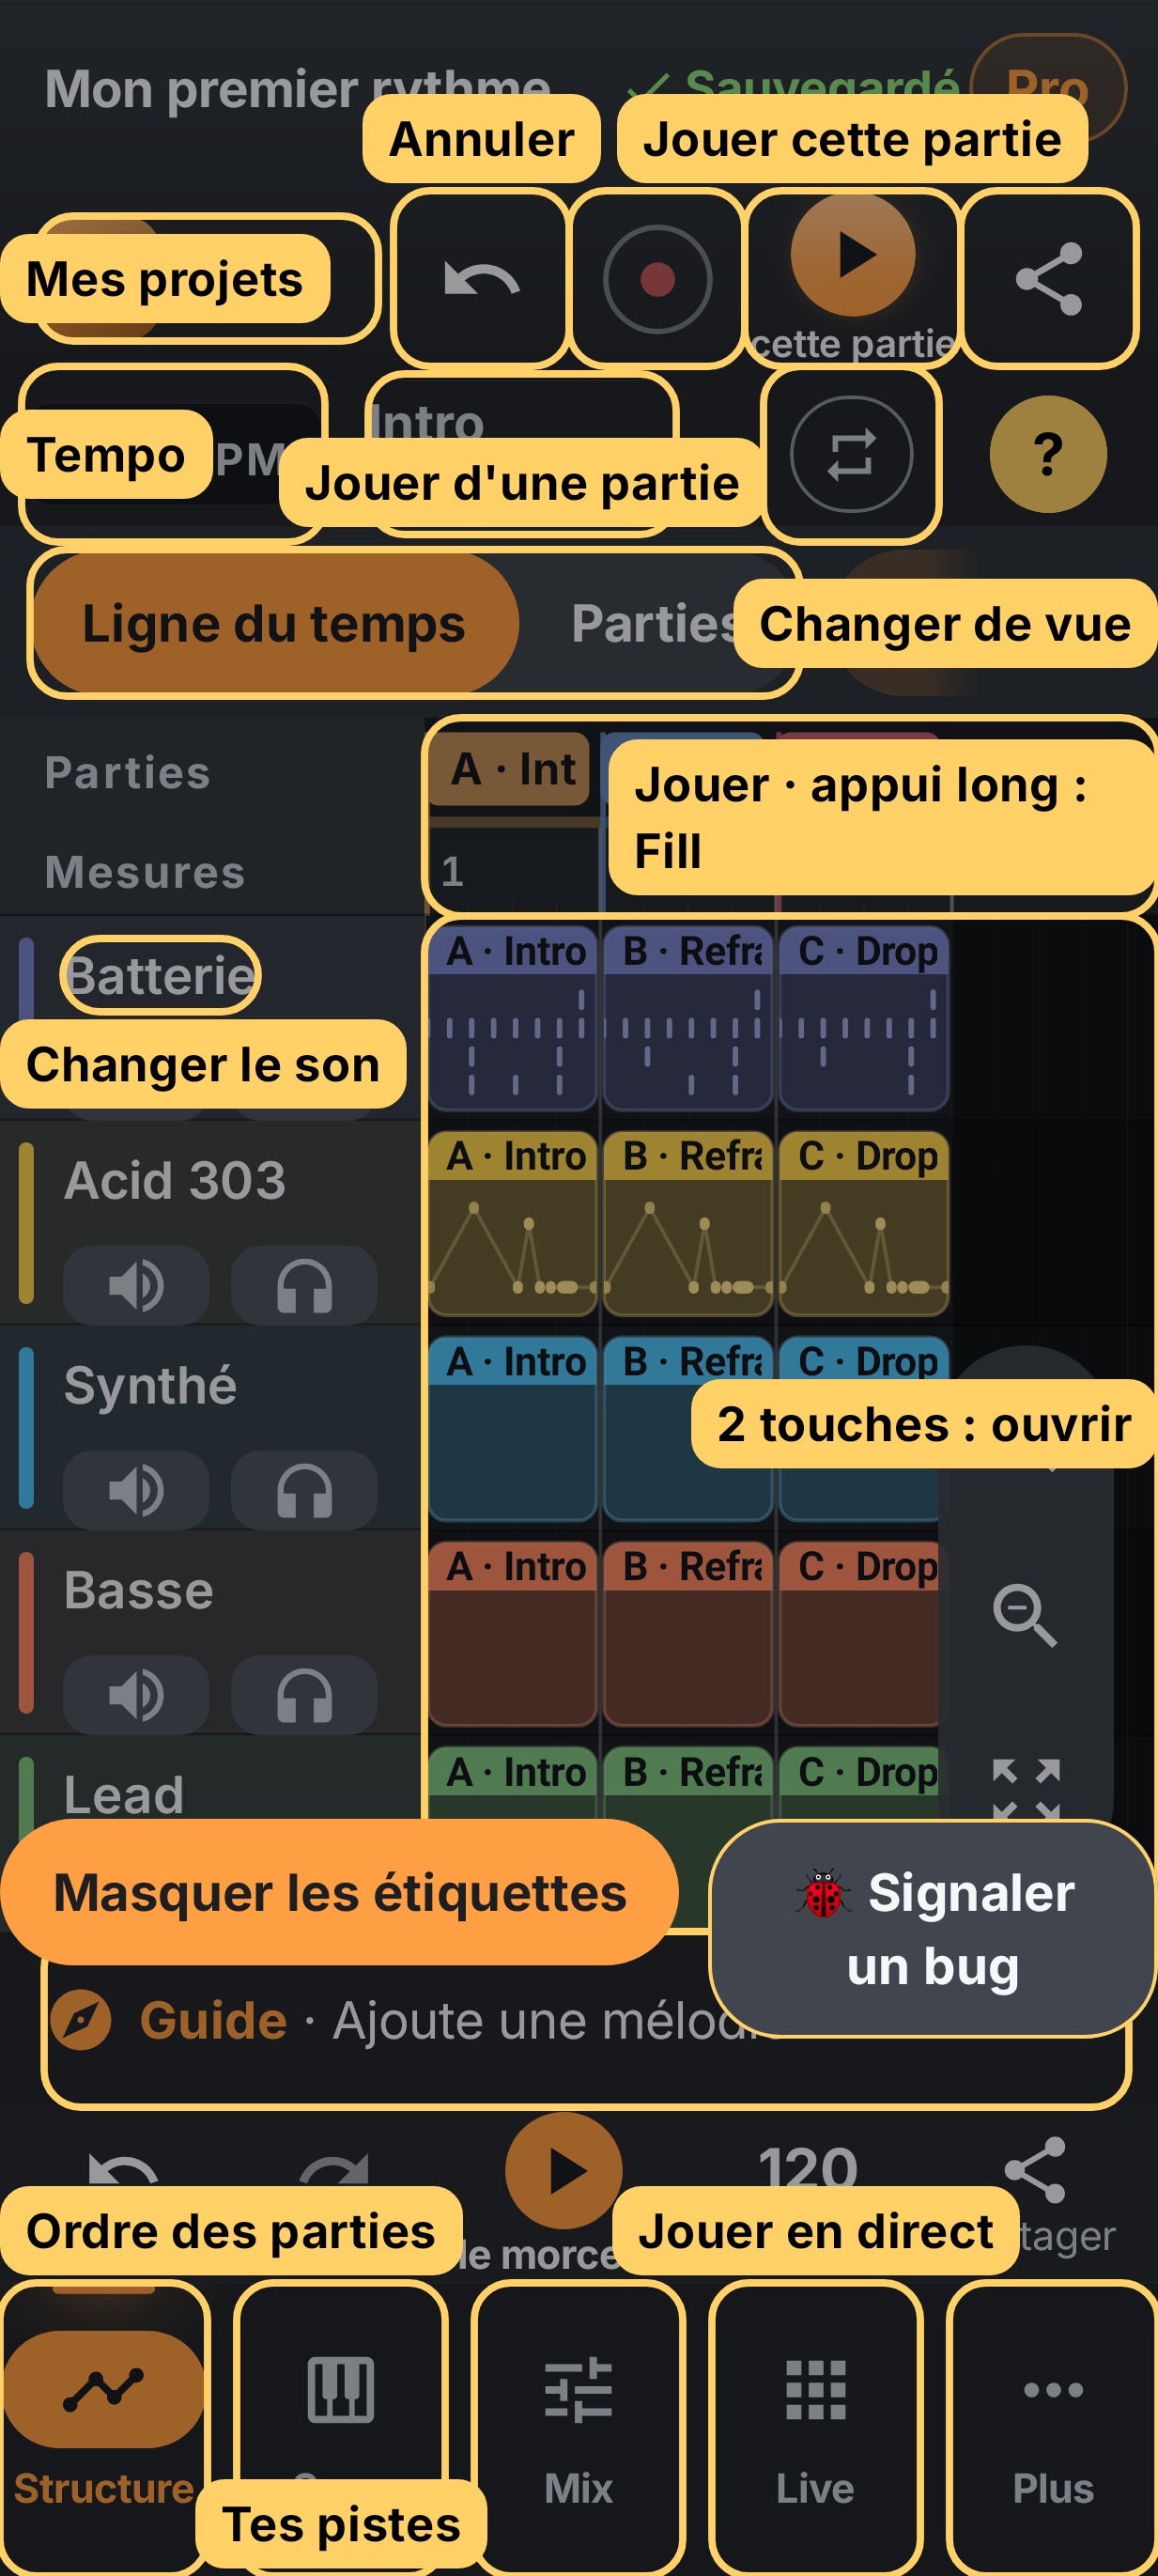 Mon premier rythme
Sauvegardé
Pro
Annuler
Jouer cette partie
Mes projets
cette partie
Intro
Tempo
PM
Jouer d'une partie
?
Ligne du temps
Parties
Changer de vue
Parties
A · Int
Jouer · appui long :
Fill
Mesures
1
Batterie
A · Intro
B · Refra
C · Drop
Changer le son
Acid 303
A · Intro
B · Refra
C · Drop
Synthé
A · Intro
B · Refra
C · Drop
2 touches : ouvrir
Basse
A · Intro
B · Refra
C · Drop
Lead
A · Intro
B · Refra
C · Drop
Masquer les étiquettes
🐞 Signaler
un bug
Guide · Ajoute une mélod
120
Ordre des parties
le morce
Jouer en direct
tager
Structure
Mix
Live
Plus
Tes pistes